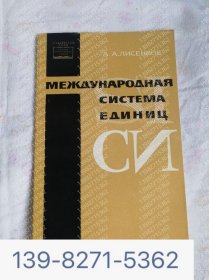 А.А.ЛИСЕНКОВ
МЕЖДУНАРОДНАЯ
СИСТЕМА
ЕДИНИЦ
СИ
139-8271-5362